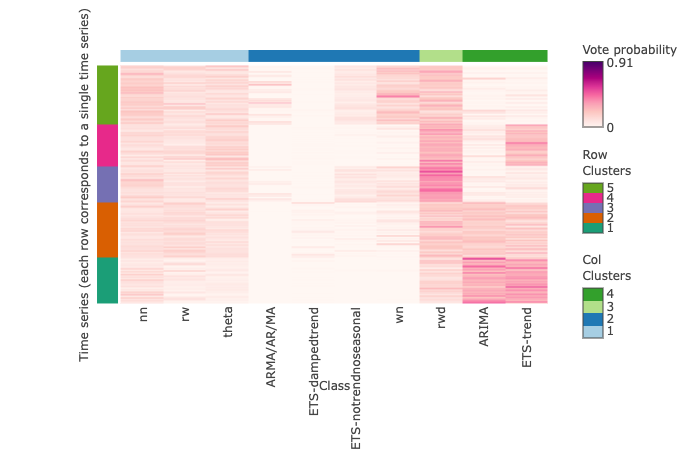 Time series (each row corresponds to a single time series)
nn
rw
theta
ARMA/AR/MA
ETS-dampedtrend
ETS-notrendnoseasonal
wn
rwd
ARIMA
ETS-trend
Class
Vote probability
0.91
0
Row
Clusters
5
4
3
2
1
Col
Clusters
4
3
2
1